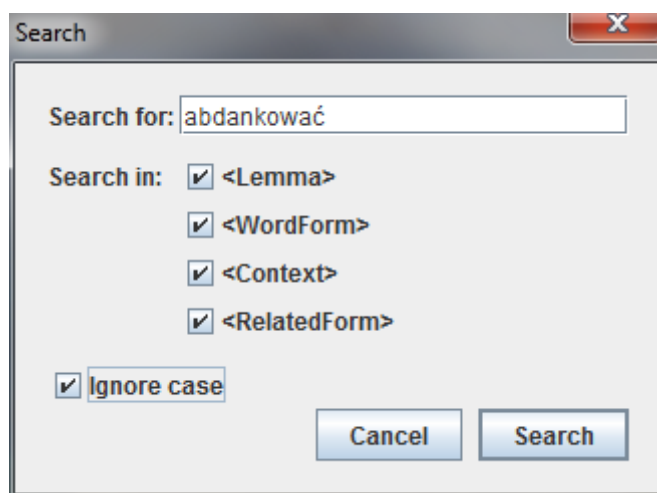 Search
Search for: abdankować
Search in: <Lemma>
<WordForm>
<Context>
<RelatedForm>
Ignore case
Cancel Search